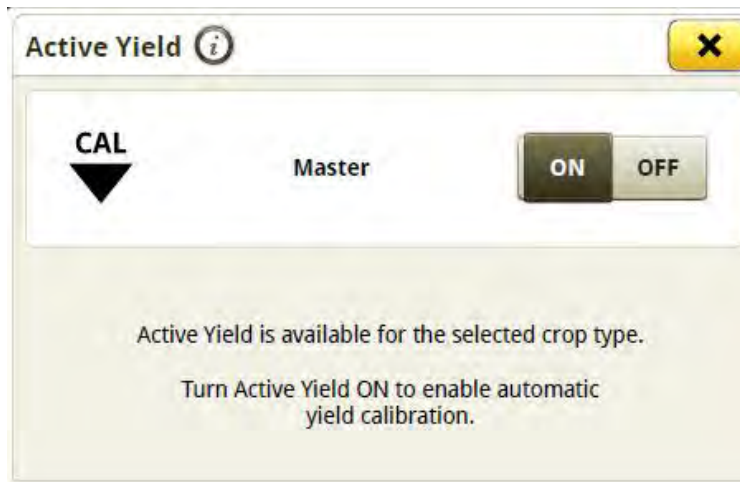 Active Yield i
CAL
Master
ON OFF
Active Yield is available for the selected crop type.
Turn Active Yield ON to enable automatic
yield calibration.